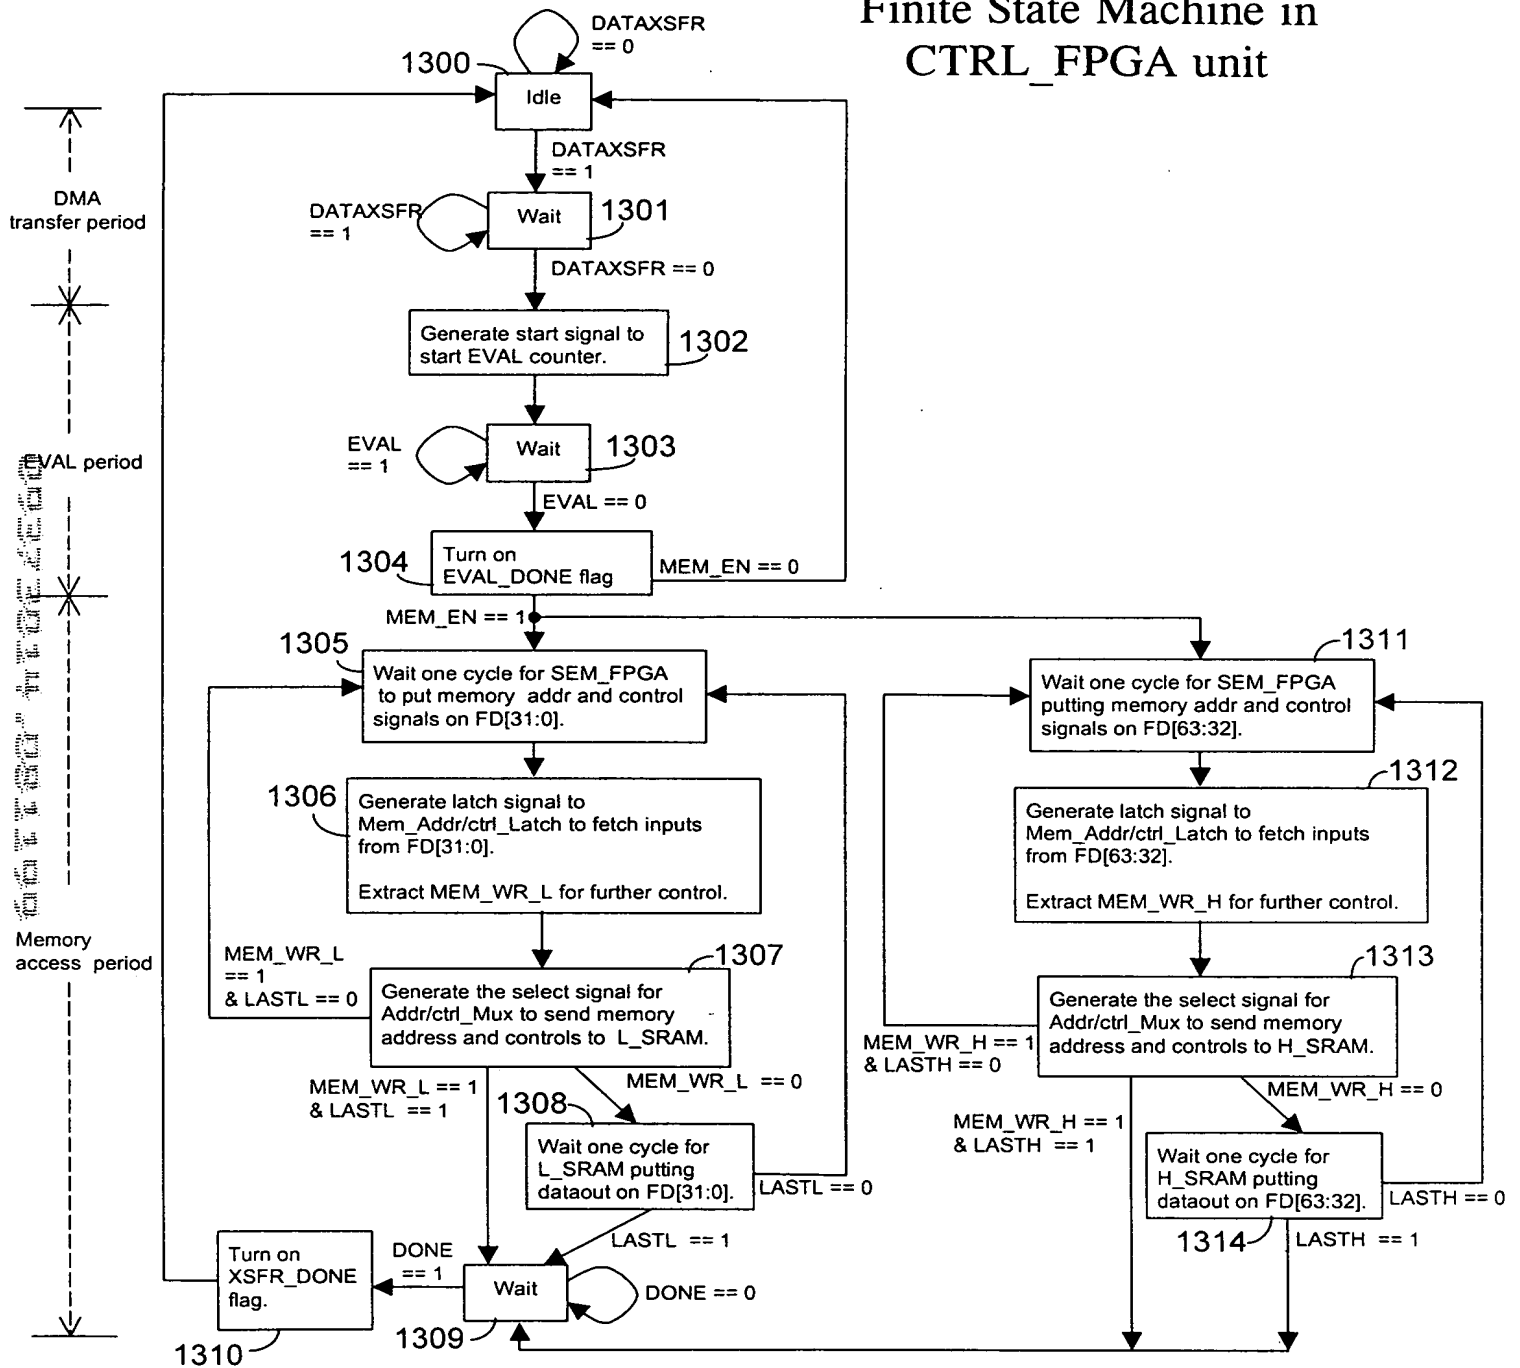 Finite State Machine in
CTRL_FPGA unit
DATAXSFR
== 0
1300
Idle
DATAXSFR
== 1
DMA
transfer period
DATAXSFR
== 1
Wait
1301
DATAXSFR == 0
Generate start signal to
start EVAL counter.
1302
EVAL
== 1
Wait
1303
EVAL period
EVAL == 0
1304
Turn on
EVAL_DONE flag
MEM_EN == 0
MEM_EN == 1
1305
Wait one cycle for SEM_FPGA
to put memory addr and control
signals on FD[31:0].
1311
Wait one cycle for SEM_FPGA
putting memory addr and control
signals on FD[63:32].
1306
Generate latch signal to
Mem_Addr/ctrl_Latch to fetch inputs
from FD[31:0].
Extract MEM_WR_L for further control.
1312
Generate latch signal to
Mem_Addr/ctrl_Latch to fetch inputs
from FD[63:32].
Extract MEM_WR_H for further control.
Memory
access period
MEM_WR_L
== 1
& LASTL == 0
1307
Generate the select signal for
Addr/ctrl_Mux to send memory
address and controls to L_SRAM.
1313
Generate the select signal for
Addr/ctrl_Mux to send memory
address and controls to H_SRAM.
MEM_WR_H == 1
& LASTH == 0
MEM_WR_L == 1
& LASTL == 1
MEM_WR_L == 0
1308
Wait one cycle for
L_SRAM putting
dataout on FD[31:0].
LASTL == 0
LASTL == 1
MEM_WR_H == 1
& LASTH == 1
MEM_WR_H == 0
Wait one cycle for
H_SRAM putting
dataout on FD[63:32].
LASTH == 0
1314
LASTH == 1
Turn on
XSFR_DONE
flag.
1310
DONE
== 1
Wait
1309
DONE == 0